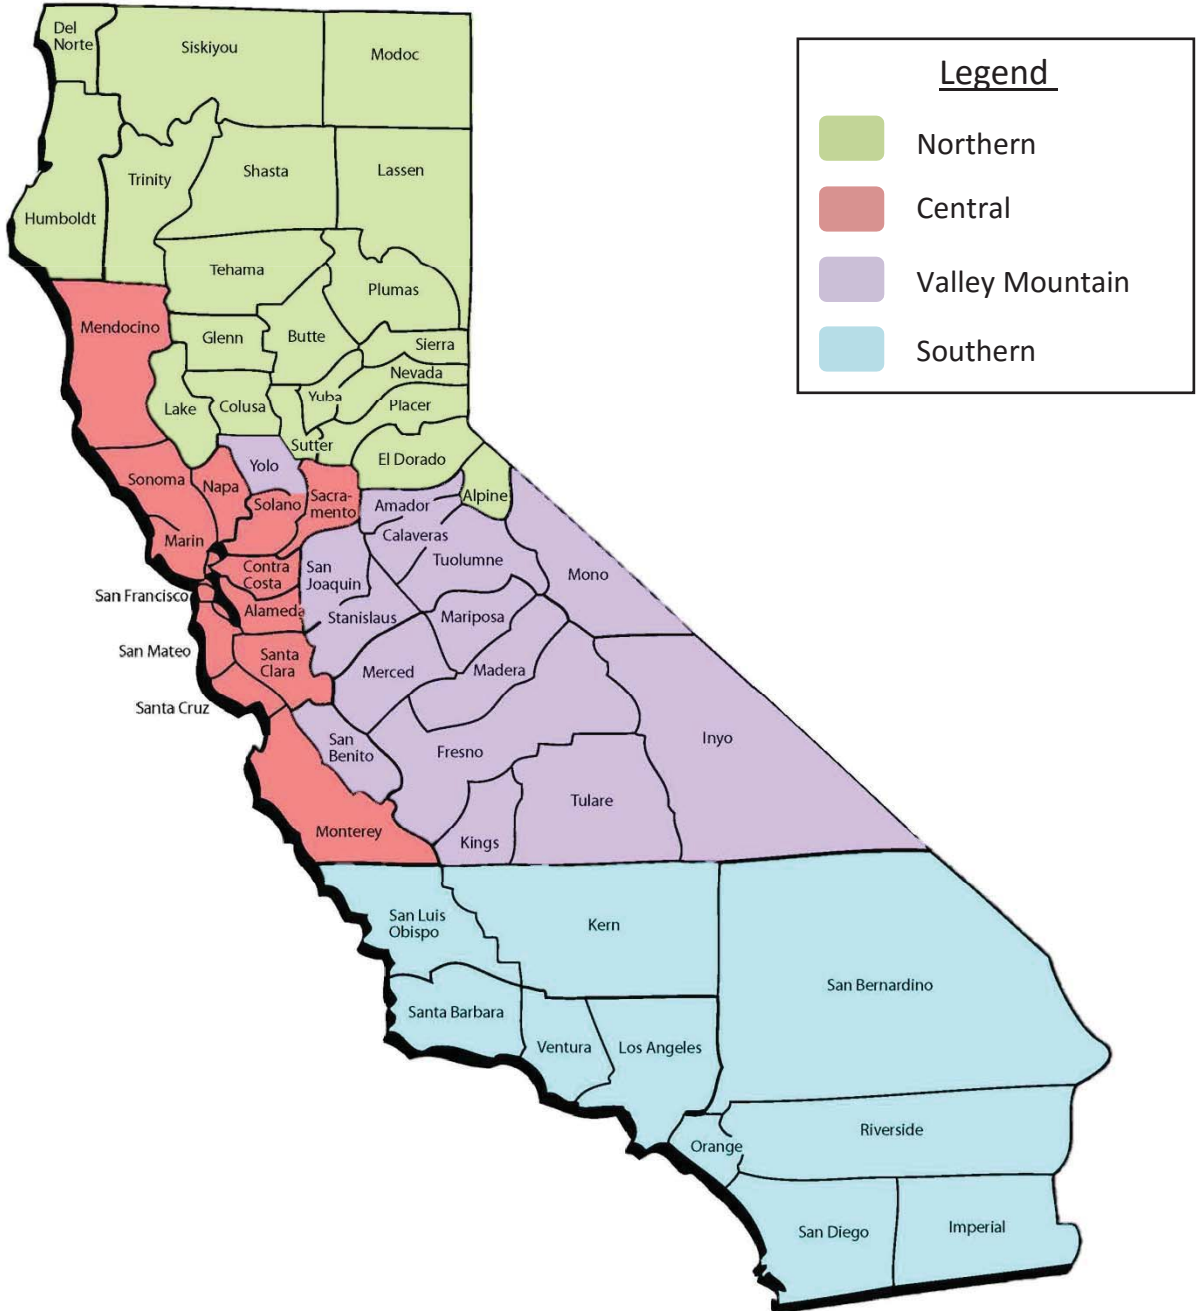 Del
Norte
Siskiyou
Modoc
Legend
Northern
Central
Valley Mountain
Southern
Trinity
Shasta
Lassen
Humboldt
Tehama
Plumas
Mendocino
Glenn
Butte
Sierra
Nevada
Lake
Colusa
Yuba
Placer
Sutter
El Dorado
Yolo
Sonoma
Napa
Solano
Sacra-
mento
Amador
Alpine
Marin
Calaveras
Contra
Costa
San
Joaquin
Tuolumne
Mono
San Francisco
Alameda
Stanislaus
Mariposa
San Mateo
Santa
Clara
Merced
Madera
Santa Cruz
San
Benito
Fresno
Inyo
Tulare
Monterey
Kings
San Luis
Obispo
Kern
San Bernardino
Santa Barbara
Ventura
Los Angeles
Orange
Riverside
San Diego
Imperial